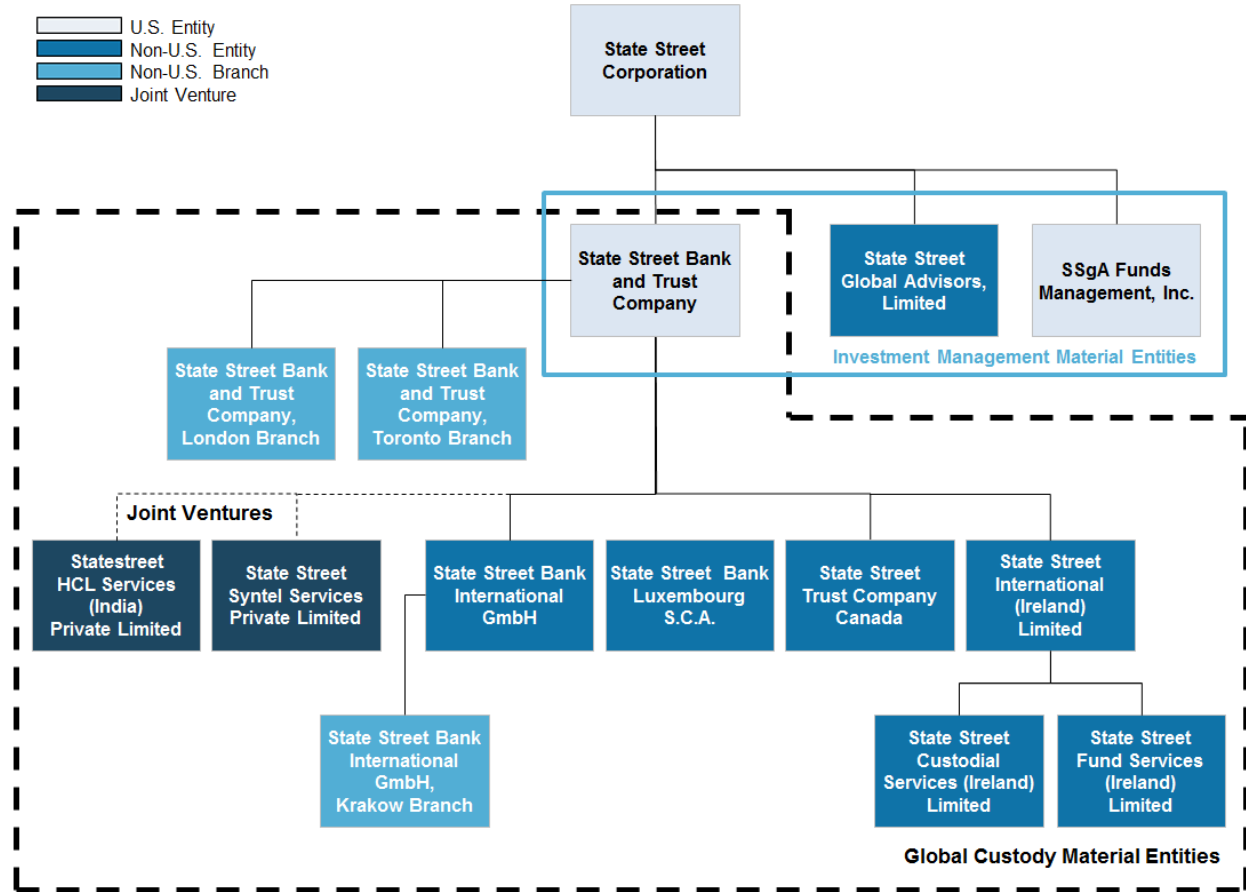 U.S. Entity
Non-U.S. Entity
Non-U.S. Branch
Joint Venture
State Street
Corporation
State Street Bank
and Trust
Company
State Street
Global Advisors,
Limited
SSgA Funds
Management, Inc.
Investment Management Material Entities
State Street Bank
and Trust
Company,
London Branch
State Street Bank
and Trust
Company,
Toronto Branch
Joint Ventures
Statestreet
HCL Services
(India)
Private Limited
State Street
Syntel Services
Private Limited
State Street Bank
International
GmbH
State Street Bank
Luxembourg
S.C.A.
State Street
Trust Company
Canada
State Street
International
(Ireland)
Limited
State Street Bank
International
GmbH,
Krakow Branch
State Street
Custodial
Services (Ireland)
Limited
State Street
Fund Services
(Ireland)
Limited
Global Custody Material Entities